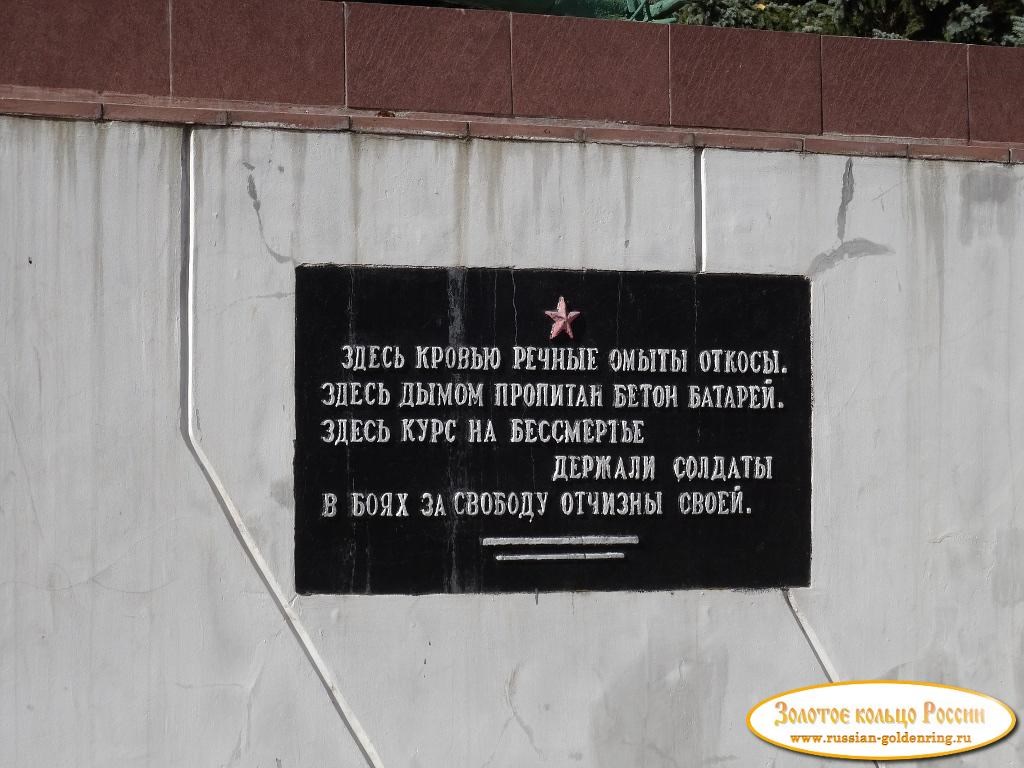 ЗДЕСЬ КРОВЬЮ РЕЧНЫЕ ОМЫТЫ ОТКОСЫ.
ЗДЕСЬ ДЫМОМ ПРОПИТАН БЕТОН БАТАРЕЙ.
ЗДЕСЬ КУРС НА БЕССМЕРТЬЕ
ДЕРЖАЛИ СОЛДАТЫ
В БОЯХ ЗА СВОБОДУ ОТЧИЗНЫ СВОЕЙ.
Золотое кольцо России
www.russian-goldenring.ru